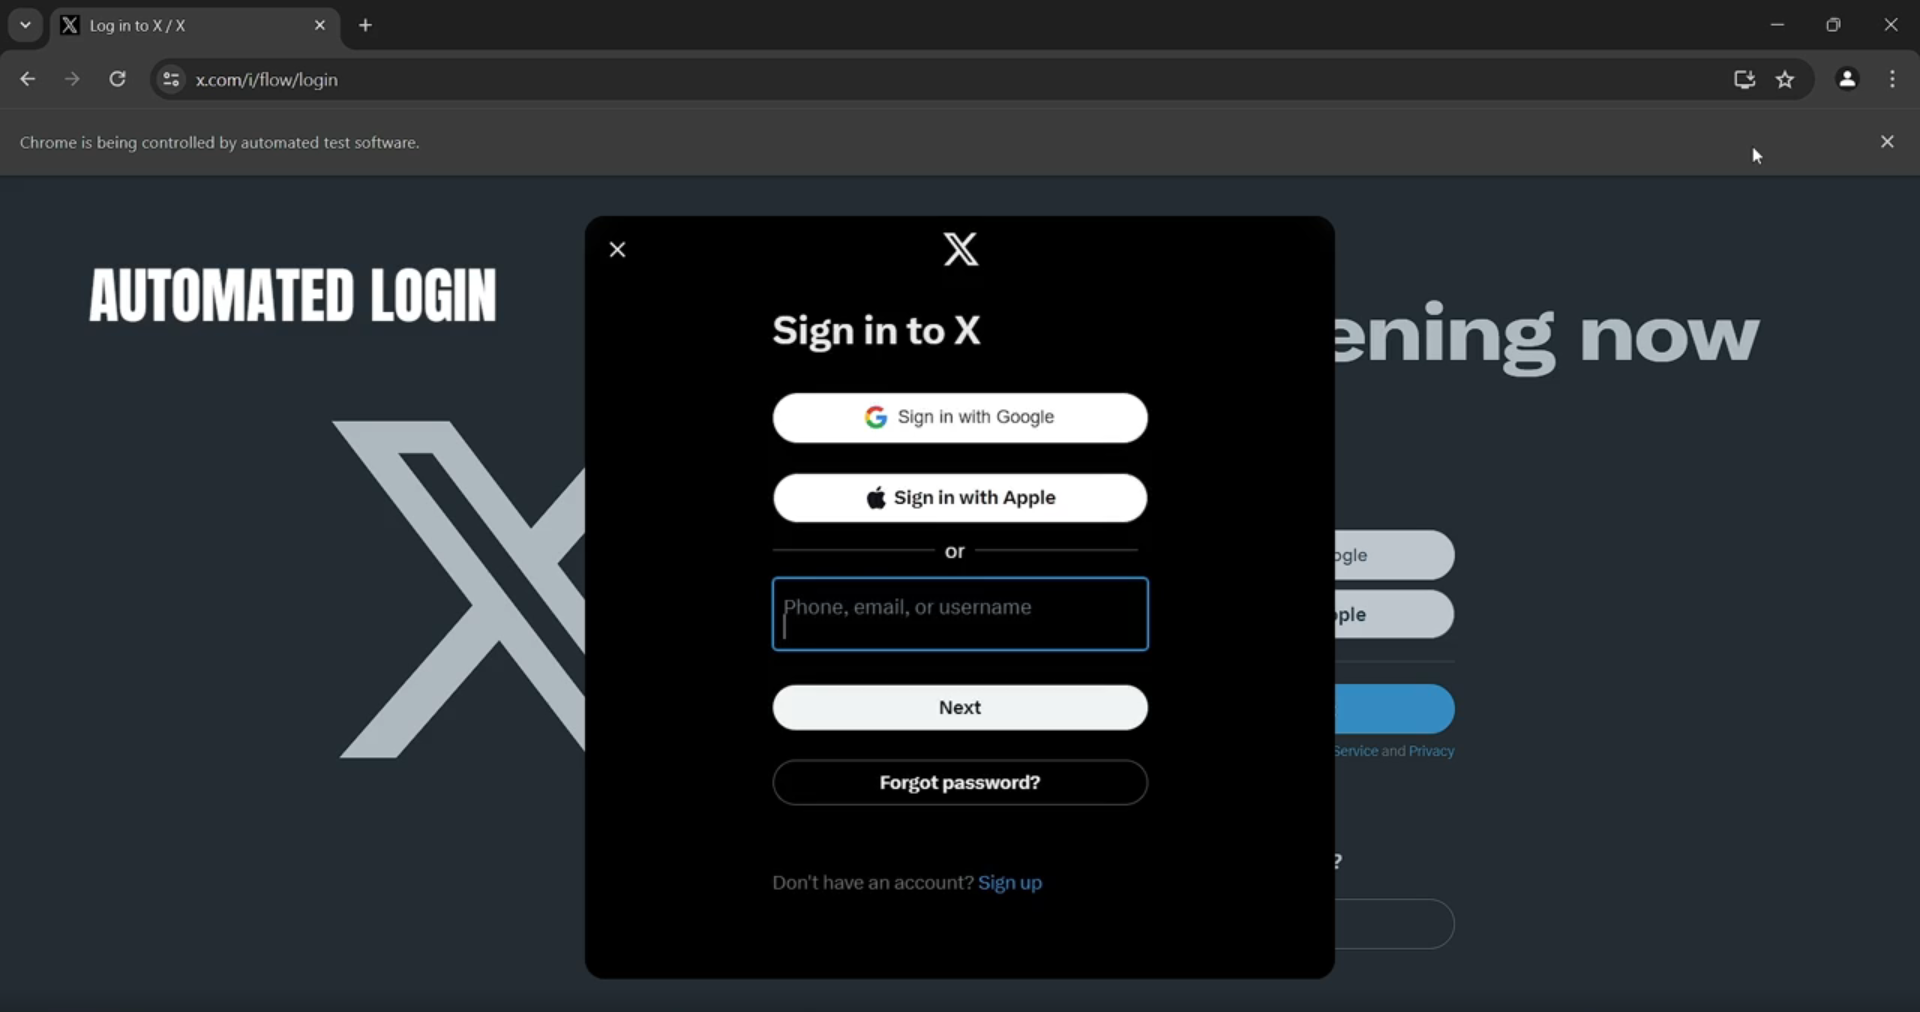 Log in to X / X
x.com/i/flow/login
Chrome is being controlled by automated test software.
AUTOMATED LOGIN
Sign in to X
ening now
Sign in with Google
Sign in with Apple
or
ogle
Phone, email, or username
ple
Next
Service and Privacy
Forgot password?
?
Don't have an account? Sign up